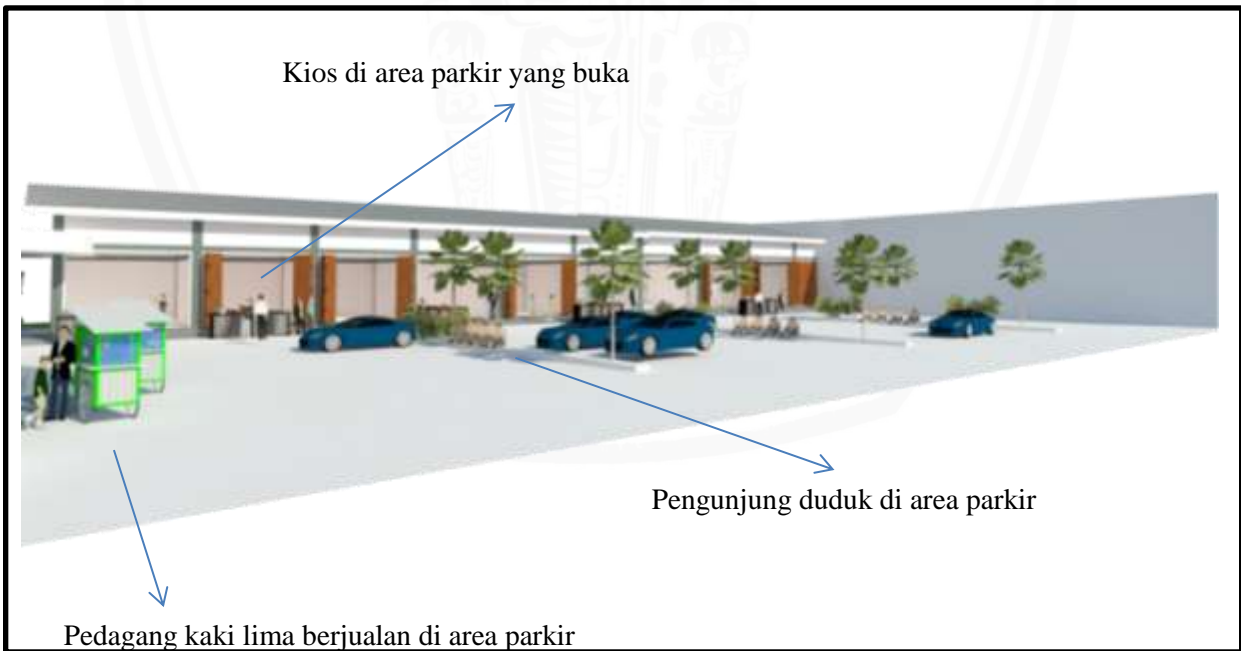 Kios di area parkir yang buka
Pengunjung duduk di area parkir
Pedagang kaki lima berjualan di area parkir